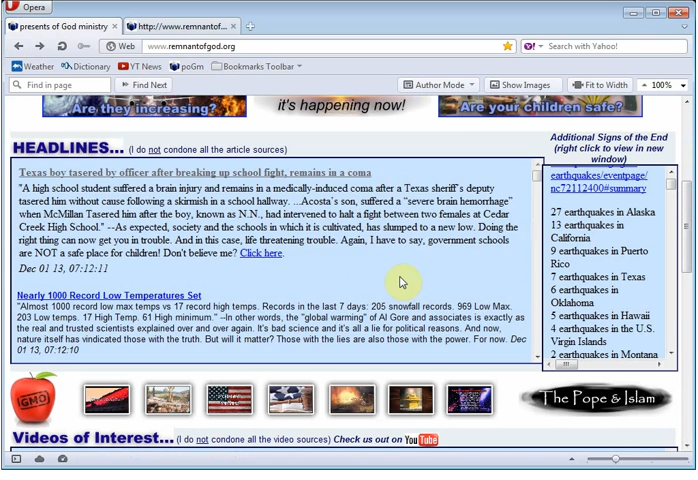 Opera
presents of God ministry
http://www.remnantof...
Web
www.remnantofgod.org
Search with Yahoo!
Weather
Dictionary
YT News
poGm
Bookmarks Toolbar
Find in page
Find Next
Author Mode
Show Images
Fit to Width
100%
Are they increasing?
it's happening now!
Are your children safe?
HEADLINES... (I do not condone all the article sources)
Additional Signs of the End
(right click to view in new
window)
Texas boy tasered by officer after breaking up school fight, remains in a coma
"A high school student suffered a brain injury and remains in a medically-induced coma after a Texas sheriff's deputy
tasered him without cause following a skirmish in a school hallway. ...Acosta's son, suffered a "severe brain hemorrhage"
when McMillan Tasered him after the boy, known as N.N., had intervened to halt a fight between two females at Cedar
Creek High School." --As expected, society and the schools in which it is cultivated, has slumped to a new low. Doing the
right thing can now get you in trouble. And in this case, life threatening trouble. Again, I have to say, government schools
are NOT a safe place for children! Don't believe me? Click here.
Dec 01 13, 07:12:11
Nearly 1000 Record Low Temperatures Set
"Almost 1000 record low max temps vs 17 record high temps. Records in the last 7 days: 205 snowfall records. 969 Low Max.
203 Low temps. 17 High Temp. 61 High minimum." --In other words, the "global warming" of Al Gore and associates is exactly as
the real and trusted scientists explained over and over again. It's bad science and it's all a lie for political reasons. And now,
nature itself has vindicated those with the truth. But will it matter? Those with the lies are also those with the power. For now. Dec
01 13, 07:12:10
earthquakes/eventpage/
nc72112400#summary
27 earthquakes in Alaska
13 earthquakes in
California
9 earthquakes in Puerto
Rico
7 earthquakes in Texas
6 earthquakes in
Oklahoma
5 earthquakes in Hawaii
4 earthquakes in the U.S.
Virgin Islands
2 earthquakes in Montana
GMO
The Pope & Islam
Videos of Interest... (I do not condone all the video sources) Check us out on YouTube